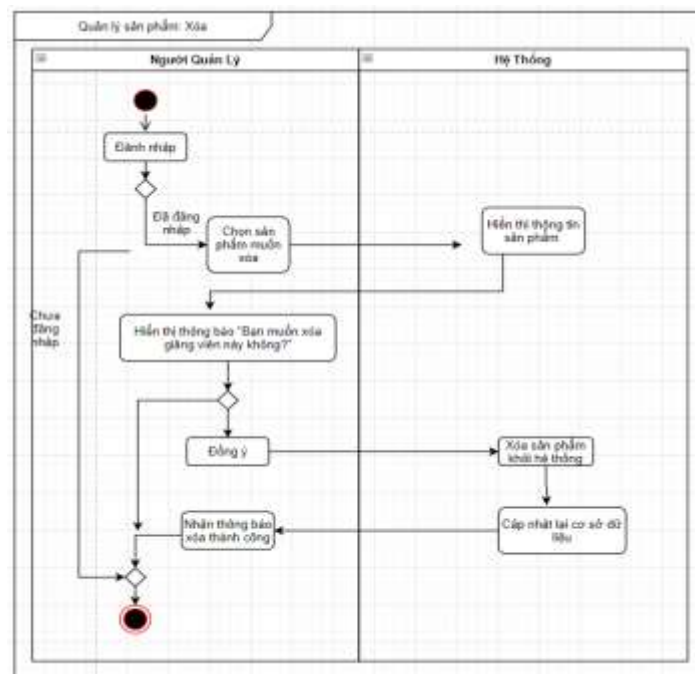 Quản lý sản phẩm: Xóa
Người Quản Lý
Hệ Thống
Đănh nhập
Đã đăng
nhập
Chọn sản
phẩm muốn
xóa
Hiển thị thông tin
sản phẩm
Chưa
đăng
nhập
Hiển thị thông báo "Bạn muốn xóa
giảng viên này không?"
Đồng ý
Xóa sản phẩm
khỏi hệ thống
Nhận thông báo
xóa thành công
Cập nhật lại cơ sở dữ
liệu